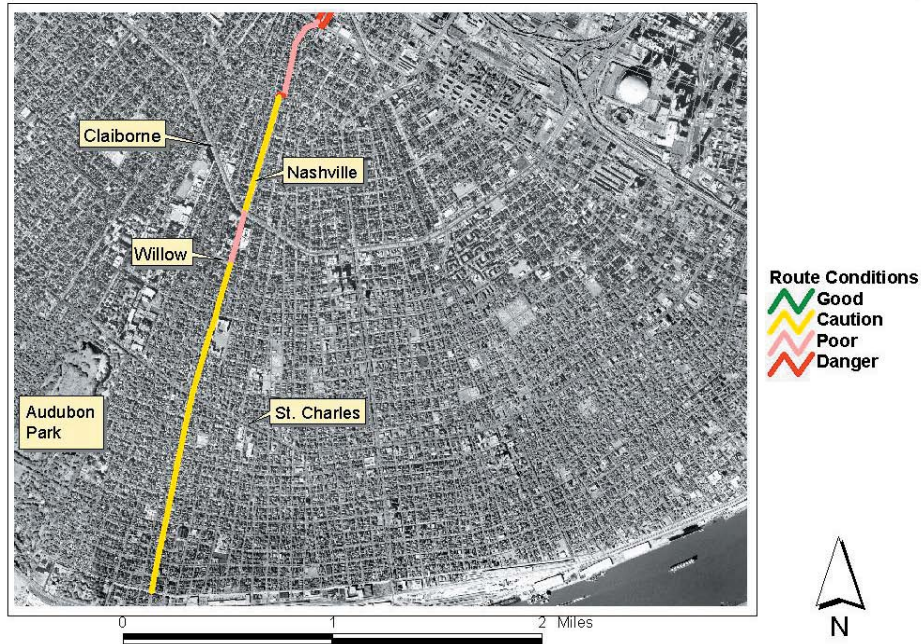 Claiborne
Nashville
Willow
Audubon
Park
St. Charles
Route Conditions
Good
Caution
Poor
Danger
0 1 2 Miles
N